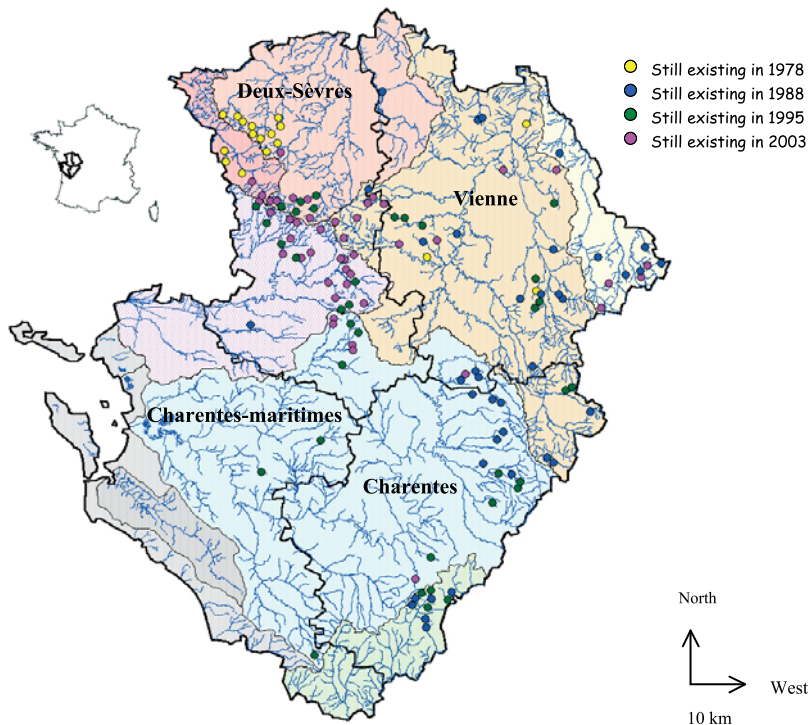 Still existing in 1978
Still existing in 1988
Still existing in 1995
Still existing in 2003
Deux-Sèvres
Vienne
Charentes-maritimes
Charentes
North
West
10 km